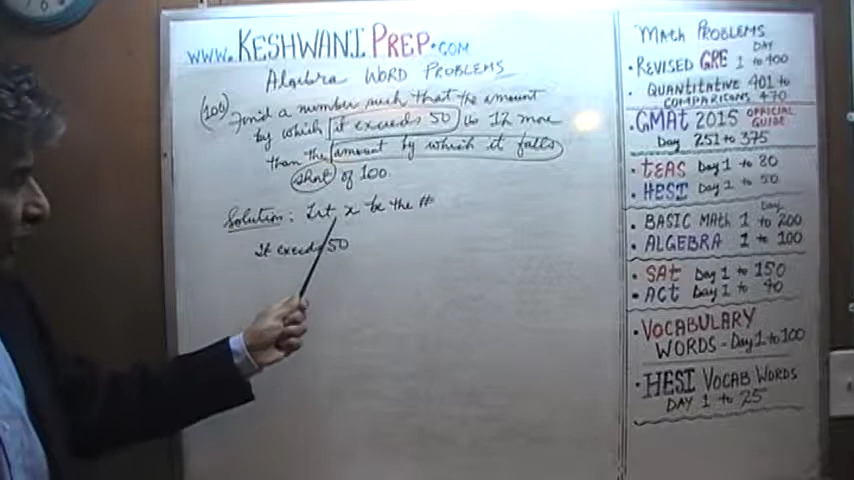 www.KESHWANIPREP.com
Algebra WORD PROBLEMS
(100) Find a number such that the amount
by which it exceeds 50 is 12 more
than the amount by which it falls
short of 100.
Solution: Let x be the #
It exceeds 50
MATH PROBLEMS
DAY
• REVISED GRE 1 to 400
• QUANTITATIVE 401 to
COMPARISONS 470
• GMAT 2015 OFFICIAL GUIDE
Day 251 to 375
• TEAS Day 1 to 80
• HESI Day 1 to 50
DAY
• BASIC MATH 1 to 200
• ALGEBRA 1 to 100
• SAT Day 1 to 150
• ACT Day 1 to 40
• VOCABULARY
WORDS - Day 1 to 100
• HESI VOCAB WORDS
DAY 1 to 25